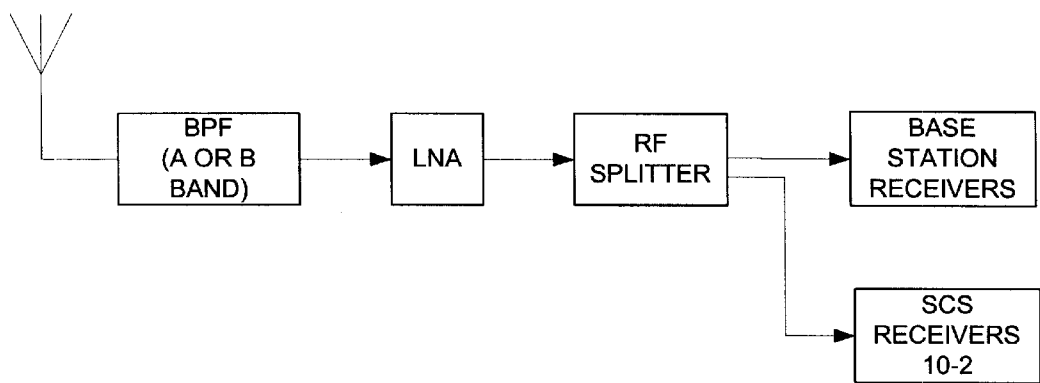 BPF
(A OR B
BAND)
LNA
RF
SPLITTER
BASE
STATION
RECEIVERS
SCS
RECEIVERS
10-2